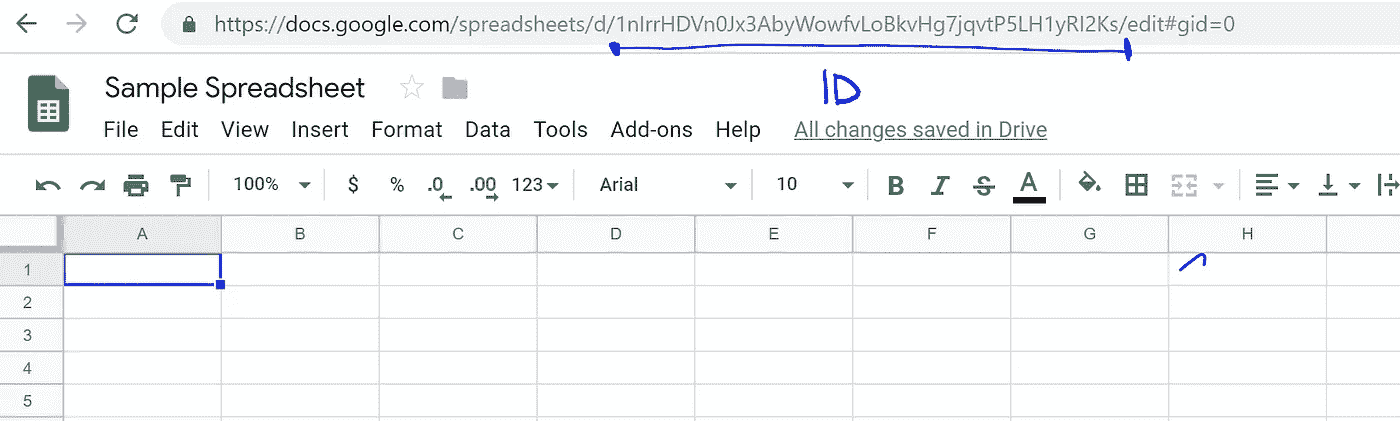 https://docs.google.com/spreadsheets/d/1nlrrHDVn0Jx3AbyWowfvLoBkvHg7jqvtP5LH1yRI2Ks/edit#gid=0
ID
Sample Spreadsheet
File Edit View Insert Format Data Tools Add-ons Help All changes saved in Drive
100% $ % .0 .00 123 Arial 10 B I S A
A B C D E F G H
1
2
3
4
5